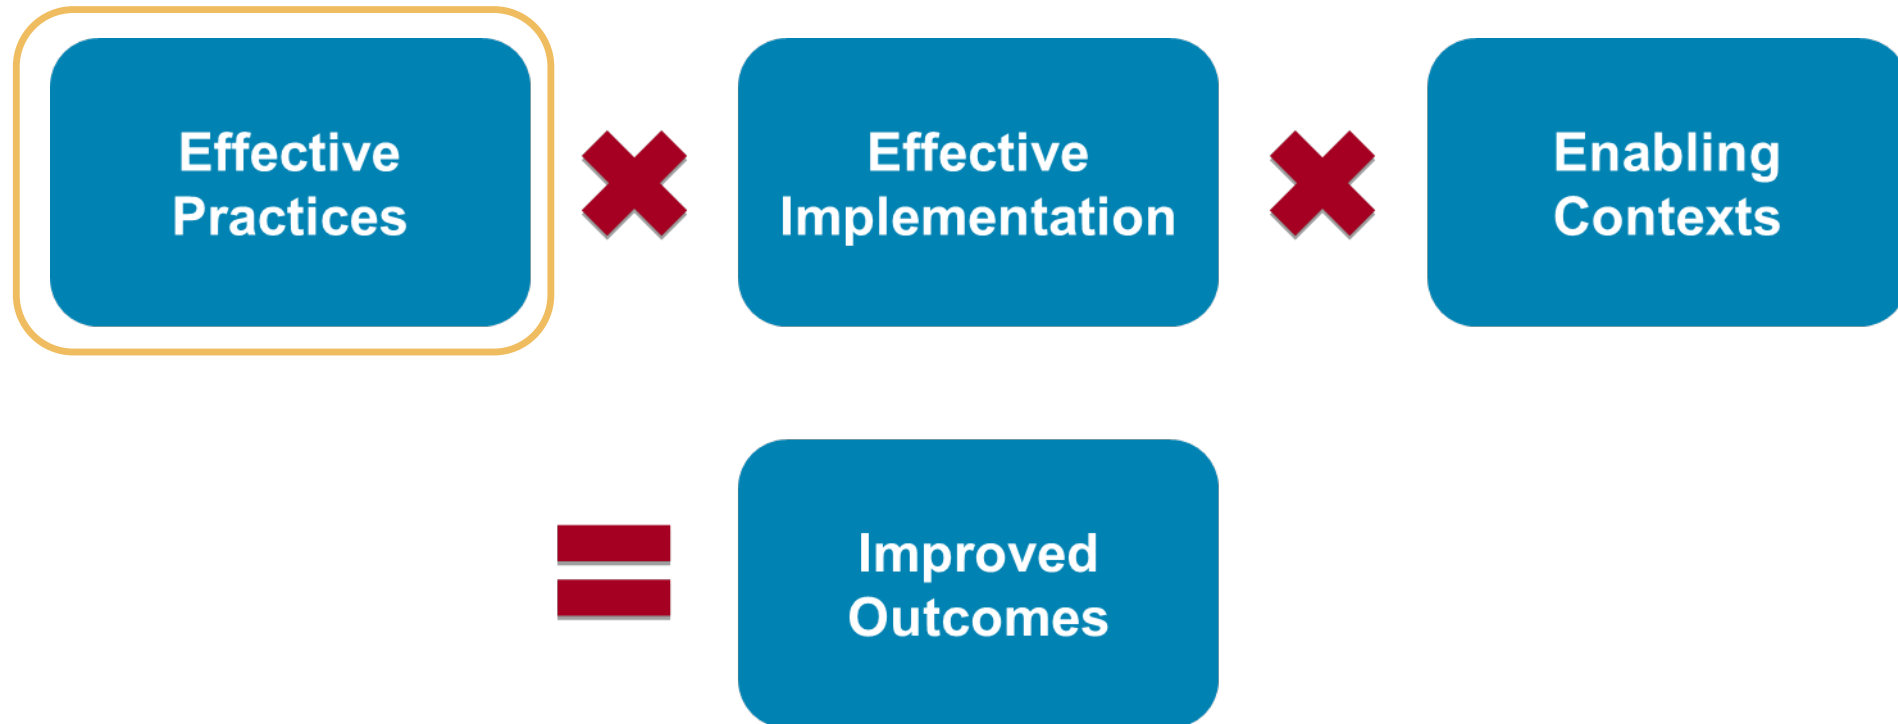 Effective
Practices
Effective
Implementation
Enabling
Contexts
Improved
Outcomes